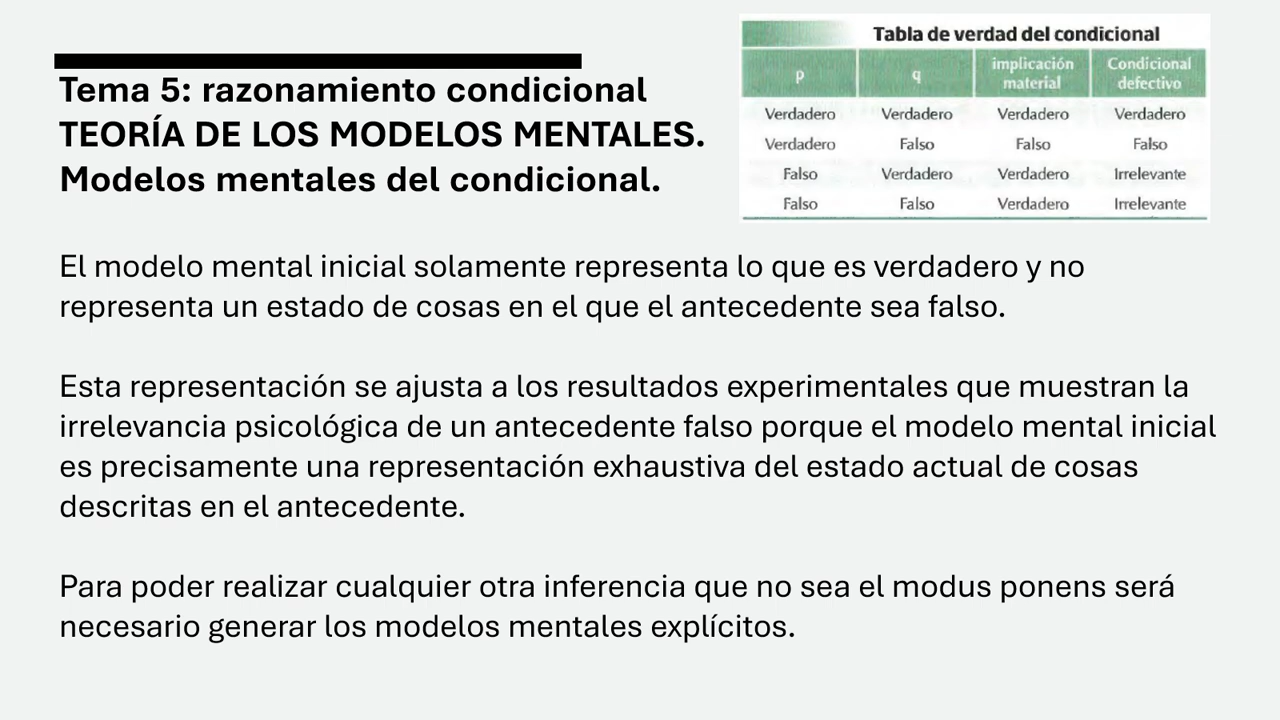 Tema 5: razonamiento condicional
TEORÍA DE LOS MODELOS MENTALES.
Modelos mentales del condicional.
Tabla de verdad del condicional
p q implicación material Condicional defectivo
Verdadero Verdadero Verdadero Verdadero
Verdadero Falso Falso Falso
Falso Verdadero Verdadero Irrelevante
Falso Falso Verdadero Irrelevante
El modelo mental inicial solamente representa lo que es verdadero y no
representa un estado de cosas en el que el antecedente sea falso.
Esta representación se ajusta a los resultados experimentales que muestran la
irrelevancia psicológica de un antecedente falso porque el modelo mental inicial
es precisamente una representación exhaustiva del estado actual de cosas
descritas en el antecedente.
Para poder realizar cualquier otra inferencia que no sea el modus ponens será
necesario generar los modelos mentales explícitos.